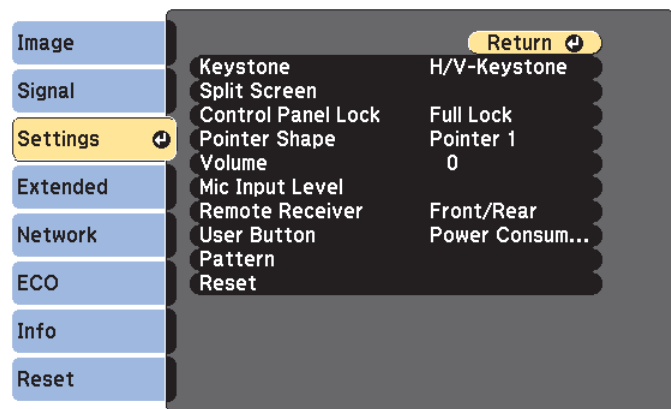 Image
Signal
Settings
Extended
Network
ECO
Info
Reset
Return
Keystone H/V-Keystone
Split Screen
Control Panel Lock Full Lock
Pointer Shape Pointer 1
Volume 0
Mic Input Level
Remote Receiver Front/Rear
User Button Power Consum...
Pattern
Reset